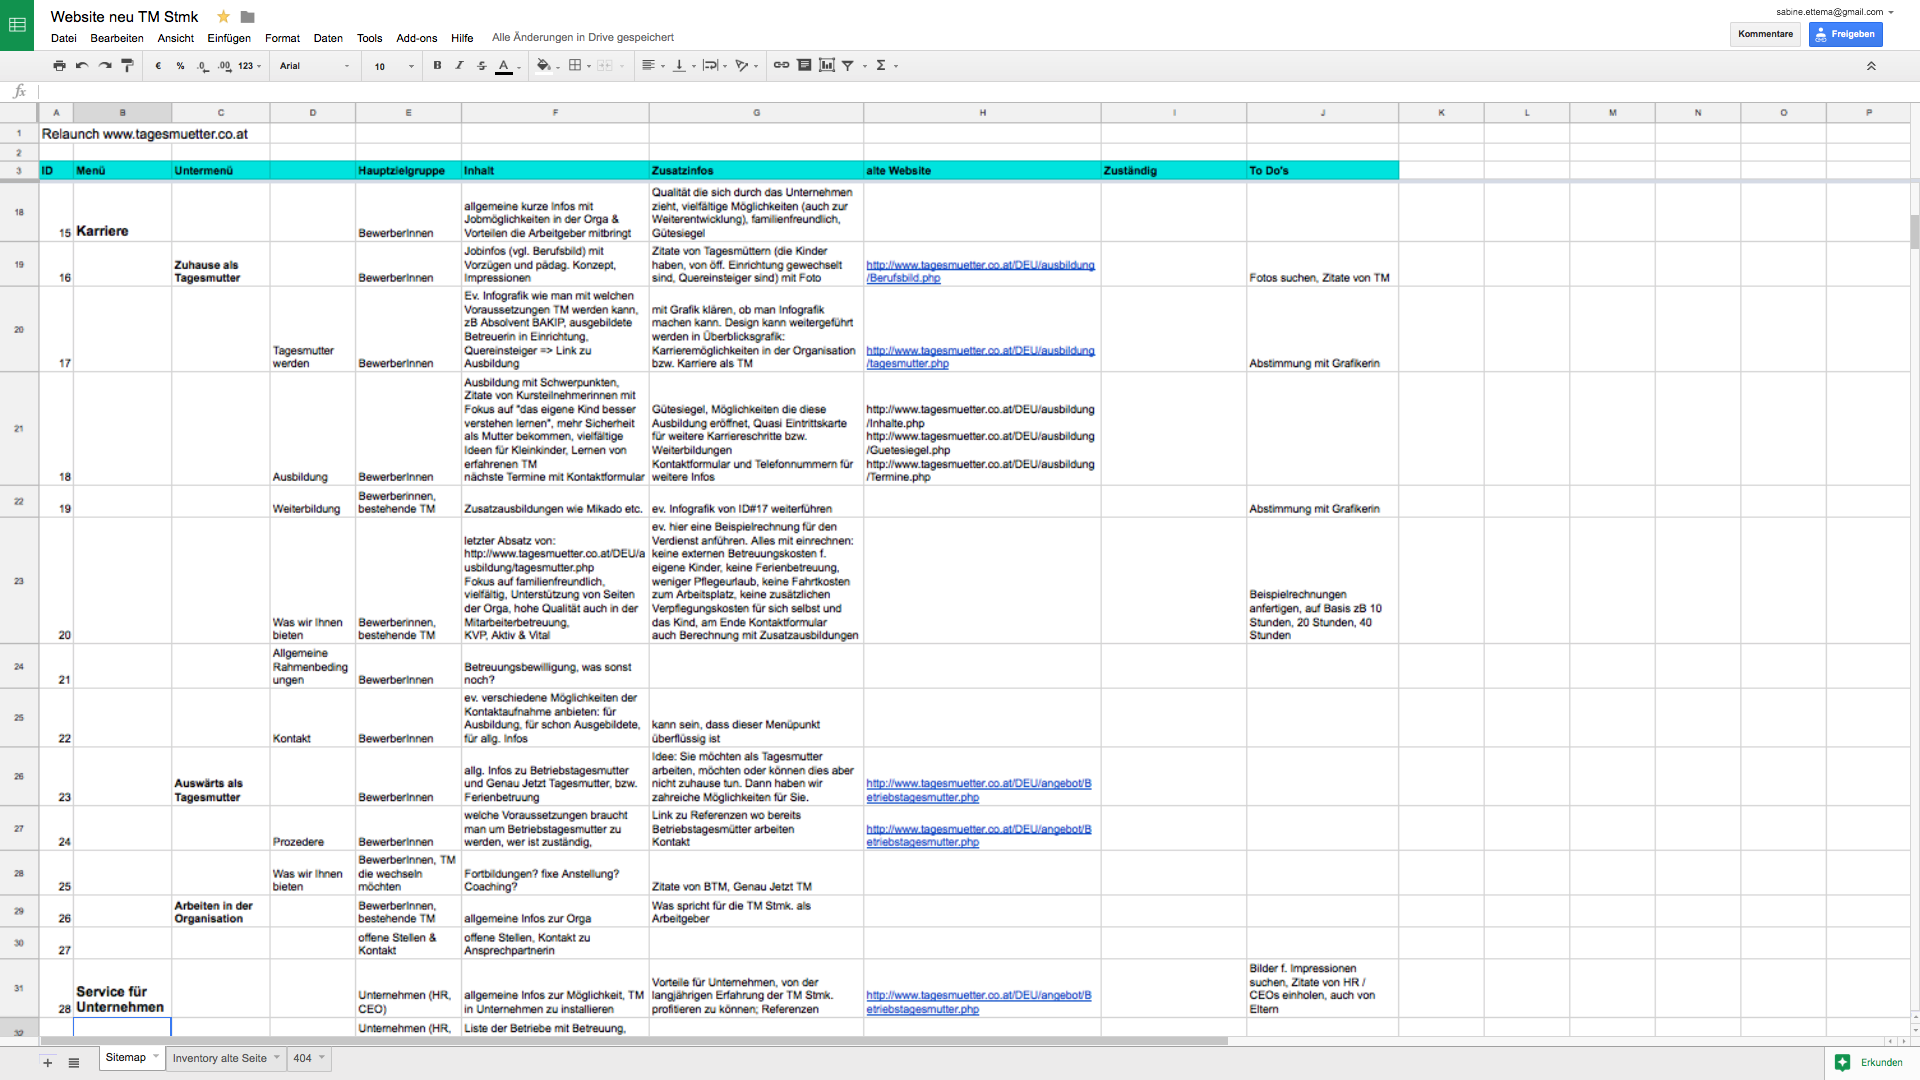 Website neu TM Stmk
sabine.ettema@gmail.com
Datei Bearbeiten Ansicht Einfügen Format Daten Tools Add-ons Hilfe Alle Änderungen in Drive gespeichert
Kommentare Freigeben
€ % .0 .00 123 Arial 10 B I S A Σ
fx
A B C D E F G H I J K L M N O P
1 Relaunch www.tagesmuetter.co.at
2
3 ID Menü Untermenü Hauptzielgruppe Inhalt Zusatzinfos alte Website Zuständig To Do's
18
15 Karriere
BewerberInnen
allgemeine kurze Infos mit
Jobmöglichkeiten in der Orga &
Vorteilen die Arbeitgeber mitbringt
Qualität die sich durch das Unternehmen
zieht, vielfältige Möglichkeiten (auch zur
Weiterentwicklung), familienfreundlich,
Gütesiegel
19
16
Zuhause als
Tagesmutter
BewerberInnen
Jobinfos (vgl. Berufsbild) mit
Vorzügen und pädag. Konzept,
Impressionen
Zitate von Tagesmüttern (die Kinder
haben, von öff. Einrichtung gewechselt
sind, Quereinsteiger sind) mit Foto
http://www.tagesmuetter.co.at/DEU/ausbildung
/Berufsbild.php
Fotos suchen, Zitate von TM
20
17
Tagesmutter
werden
BewerberInnen
Ev. Infografik wie man mit welchen
Voraussetzungen TM werden kann,
zB Absolvent BAKIP, ausgebildete
Betreuerin in Einrichtung,
Quereinsteiger => Link zu
Ausbildung
mit Grafik klären, ob man Infografik
machen kann. Design kann weitergeführt
werden in Überblicksgrafik:
Karrieremöglichkeiten in der Organisation
bzw. Karriere als TM
http://www.tagesmuetter.co.at/DEU/ausbildung
/tagesmutter.php
Abstimmung mit Grafikerin
21
18
Ausbildung
BewerberInnen
Ausbildung mit Schwerpunkten,
Zitate von Kursteilnehmerinnen mit
Fokus auf "das eigene Kind besser
verstehen lernen", mehr Sicherheit
als Mutter bekommen, vielfältige
Ideen für Kleinkinder, Lernen von
erfahrenen TM
nächste Termine mit Kontaktformular
Gütesiegel, Möglichkeiten die diese
Ausbildung eröffnet, Quasi Eintrittskarte
für weitere Karriereschritte bzw.
Weiterbildungen
Kontaktformular und Telefonnummern für
weitere Infos
http://www.tagesmuetter.co.at/DEU/ausbildung
/Inhalte.php
http://www.tagesmuetter.co.at/DEU/ausbildung
/Guetesiegel.php
http://www.tagesmuetter.co.at/DEU/ausbildung
/Termine.php
22
19
Weiterbildung
Bewerberinnen,
bestehende TM
Zusatzausbildungen wie Mikado etc.
ev. Infografik von ID#17 weiterführen
Abstimmung mit Grafikerin
23
20
Was wir Ihnen
bieten
Bewerberinnen,
bestehende TM
letzter Absatz von:
http://www.tagesmuetter.co.at/DEU/a
usbildung/tagesmutter.php
Fokus auf familienfreundlich,
vielfältig, Unterstützung von Seiten
der Orga, hohe Qualität auch in der
Mitarbeiterbetreuung,
KVP, Aktiv & Vital
ev. hier eine Beispielrechnung für den
Verdienst anführen. Alles mit einrechnen:
keine externen Betreuungskosten f.
eigene Kinder, keine Ferienbetreuung,
weniger Pflegeurlaub, keine Fahrtkosten
zum Arbeitsplatz, keine zusätzlichen
Verpflegungskosten für sich selbst und
das Kind, am Ende Kontaktformular
auch Berechnung mit Zusatzausbildungen
Beispielrechnungen
anfertigen, auf Basis zB 10
Stunden, 20 Stunden, 40
Stunden
24
21
Allgemeine
Rahmenbeding
ungen
BewerberInnen
Betreuungsbewilligung, was sonst
noch?
25
22
Kontakt
BewerberInnen
ev. verschiedene Möglichkeiten der
Kontaktaufnahme anbieten: für
Ausbildung, für schon Ausgebildete,
für allg. Infos
kann sein, dass dieser Menüpunkt
überflüssig ist
26
23
Auswärts als
Tagesmutter
BewerberInnen
allg. Infos zu Betriebstagesmutter
und Genau Jetzt Tagesmutter, bzw.
Ferienbetruung
Idee: Sie möchten als Tagesmutter
arbeiten, möchten oder können dies aber
nicht zuhause tun. Dann haben wir
zahreiche Möglichkeiten für Sie.
http://www.tagesmuetter.co.at/DEU/angebot/B
etriebstagesmutter.php
27
24
Prozedere
BewerberInnen
welche Voraussetzungen braucht
man um Betriebstagesmutter zu
werden, wer ist zuständig,
Link zu Referenzen wo bereits
Betriebstagesmütter arbeiten
Kontakt
http://www.tagesmuetter.co.at/DEU/angebot/B
etriebstagesmutter.php
28
25
Was wir Ihnen
bieten
BewerberInnen, TM
die wechseln
möchten
Fortbildungen? fixe Anstellung?
Coaching?
Zitate von BTM, Genau Jetzt TM
29
26
Arbeiten in der
Organisation
BewerberInnen,
bestehende TM
allgemeine Infos zur Orga
Was spricht für die TM Stmk. als
Arbeitgeber
30
27
offene Stellen &
Kontakt
offene Stellen, Kontakt zu
Ansprechpartnerin
31
28
Service für
Unternehmen
Unternehmen (HR,
CEO)
allgemeine Infos zur Möglichkeit, TM
in Unternehmen zu installieren
Vorteile für Unternehmen, von der
langjährigen Erfahrung der TM Stmk.
profitieren zu können; Referenzen
http://www.tagesmuetter.co.at/DEU/angebot/B
etriebstagesmutter.php
Bilder f. Impressionen
suchen, Zitate von HR /
CEOs einholen, auch von
Eltern
32
Unternehmen (HR,
Liste der Betriebe mit Betreuung,
+ Sitemap Inventory alte Seite 404 Erkunden